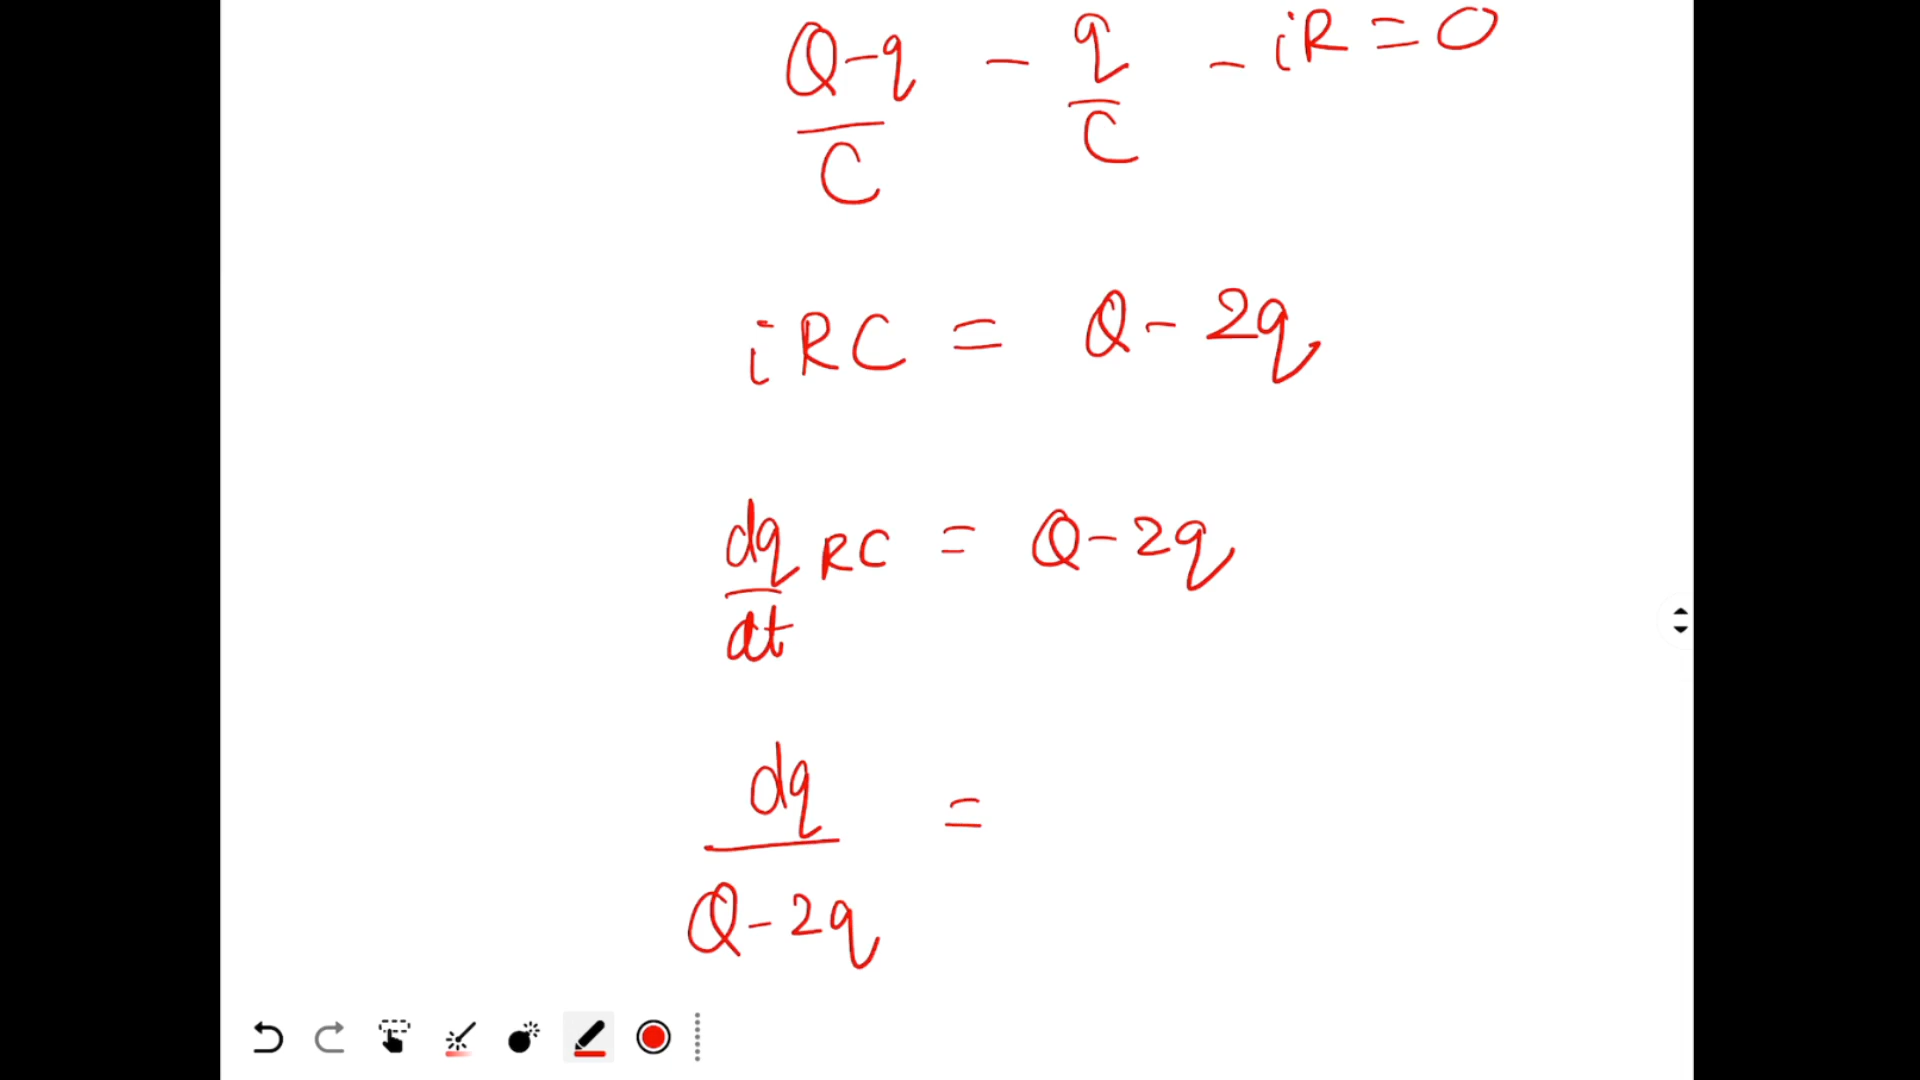 Q-q/C - q/C - iR = 0
iRC = Q - 2q
dq/dt RC = Q - 2q
dq/Q - 2q =